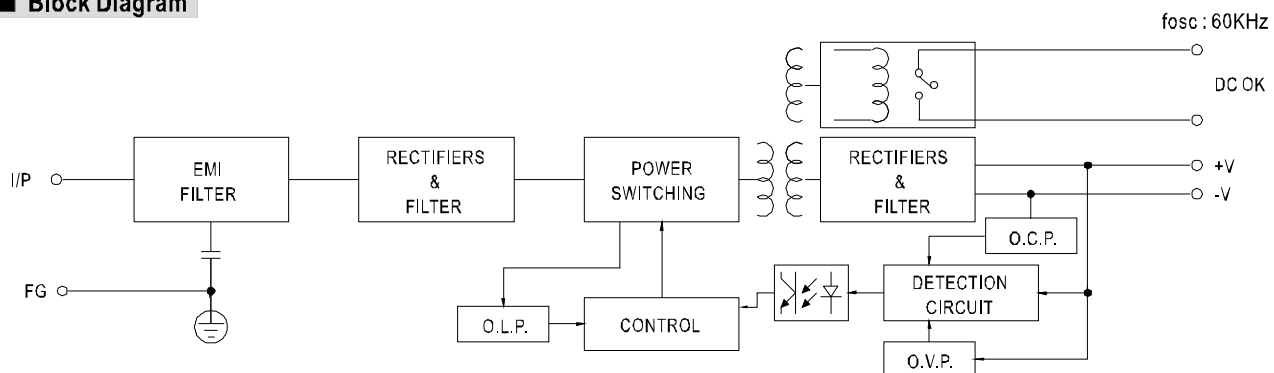 ■ Block Diagram
fosc : 60KHz
DC OK
I/P
EMI
FILTER
RECTIFIERS
&
FILTER
POWER
SWITCHING
RECTIFIERS
&
FILTER
+V
-V
O.C.P.
FG
DETECTION
CIRCUIT
O.L.P.
CONTROL
O.V.P.